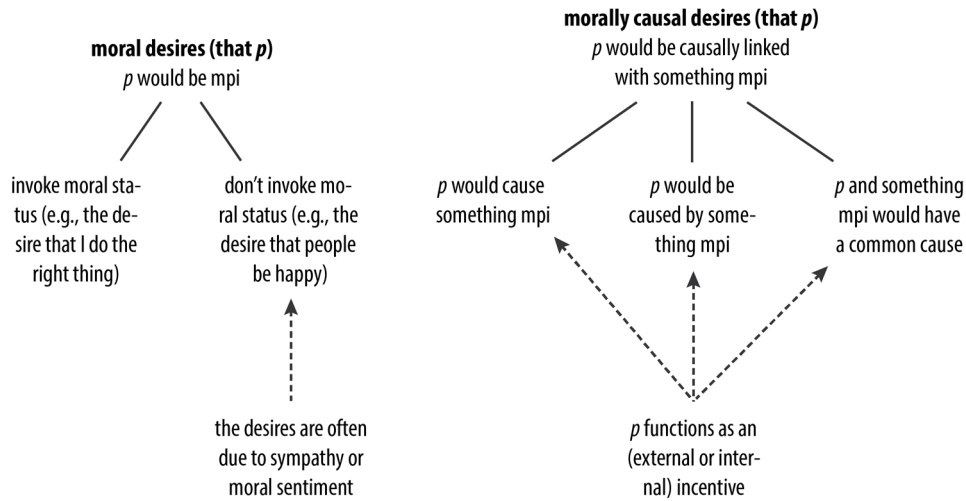 moral desires (that p)
p would be mpi
invoke moral sta-
tus (e.g., the de-
sire that I do the
right thing)
don't invoke mo-
ral status (e.g., the
desire that people
be happy)
the desires are often
due to sympathy or
moral sentiment
morally causal desires (that p)
p would be causally linked
with something mpi
p would cause
something mpi
p would be
caused by some-
thing mpi
p and something
mpi would have
a common cause
p functions as an
(external or inter-
nal) incentive